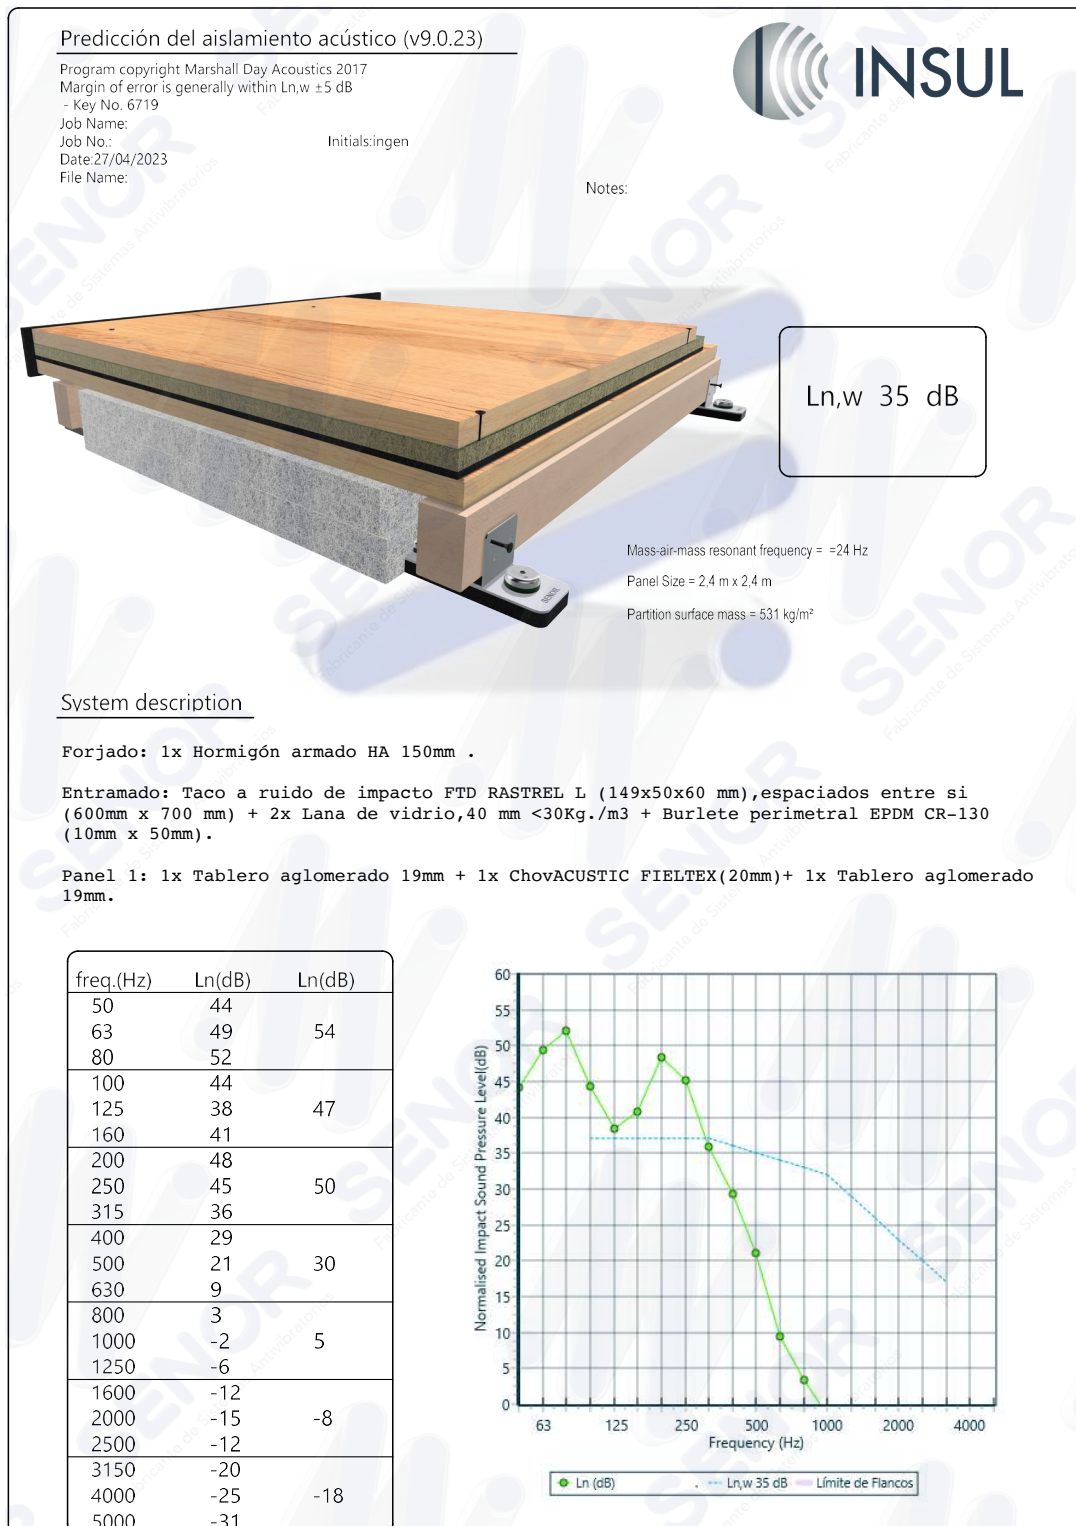 Predicción del aislamiento acústico (v9.0.23)
INSUL
Program copyright Marshall Day Acoustics 2017
Margin of error is generally within Ln,w ±5 dB
- Key No. 6719
Job Name:
Job No.: Initials:ingen
Date:27/04/2023
File Name:
Notes:
Ln,w 35 dB
SENOR
Mass-air-mass resonant frequency = =24 Hz
Panel Size = 2,4 m x 2,4 m
Partition surface mass = 531 kg/m²
System description
Forjado: 1x Hormigón armado HA 150mm .
Entramado: Taco a ruido de impacto FTD RASTREL L (149x50x60 mm),espaciados entre si
(600mm x 700 mm) + 2x Lana de vidrio,40 mm <30Kg./m3 + Burlete perimetral EPDM CR-130
(10mm x 50mm).
Panel 1: 1x Tablero aglomerado 19mm + 1x ChovACUSTIC FIELTEX(20mm)+ 1x Tablero aglomerado
19mm.
freq.(Hz) Ln(dB) Ln(dB)
50 44
63 49 54
80 52
100 44
125 38 47
160 41
200 48
250 45 50
315 36
400 29
500 21 30
630 9
800 3
1000 -2 5
1250 -6
1600 -12
2000 -15 -8
2500 -12
3150 -20
4000 -25 -18
5000 -31
Normalised Impact Sound Pressure Level(dB)
60
55
50
45
40
35
30
25
20
15
10
5
0
63 125 250 500 1000 2000 4000
Frequency (Hz)
Ln (dB) . Ln,w 35 dB Límite de Flancos
SENOR
Fabricante de Sistemas Antivibratorios